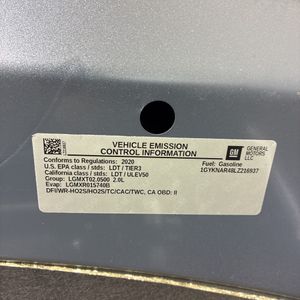 VEHICLE EMISSION
CONTROL INFORMATION
GM
GENERAL
MOTORS
LLC
Conforms to Regulations: 2020
Fuel: Gasoline
U.S. EPA class / stds: LDT / TIER3
1GYKNAR48LZ216937
California class / stds: LDT / ULEV50
Group: LGMXT02.0500 2.0L
Evap: LGMXR015740B
DFI/WR-HO2S/HO2S/TC/CAC/TWC, CA OBD: II